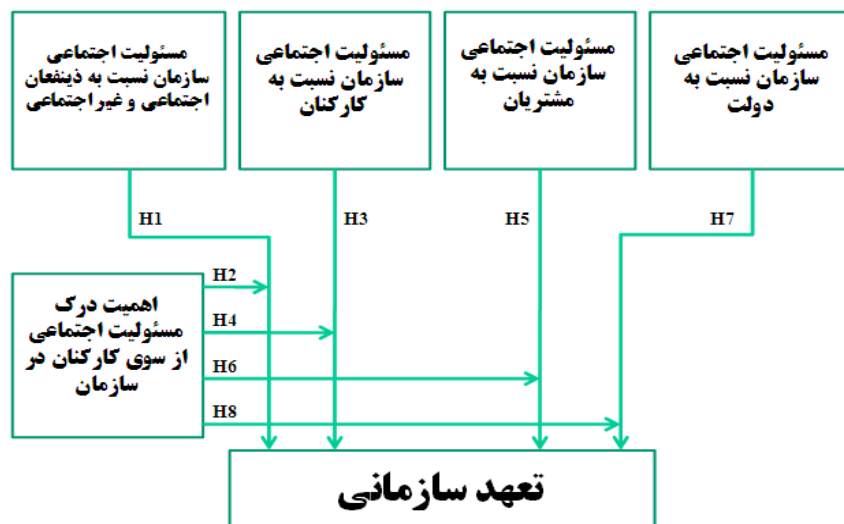 مسئولیت اجتماعی
سازمان نسبت به
دولت
مسئولیت اجتماعی
سازمان نسبت به
مشتریان
مسئولیت اجتماعی
سازمان نسبت به
کارکنان
مسئولیت اجتماعی
سازمان نسبت به ذینفعان
اجتماعی و غیر اجتماعی
H1
H3
H5
H7
H2
H4
H6
H8
اهمیت درک
مسئولیت اجتماعی
از سوی کارکنان در
سازمان
تعهد سازمانی